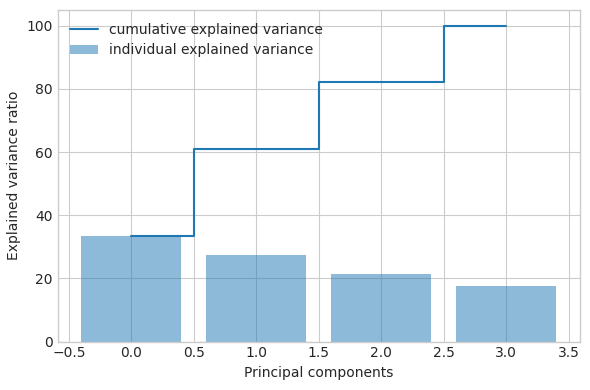 cumulative explained variance
individual explained variance
Explained variance ratio
100
80
60
40
20
0
−0.5 0.0 0.5 1.0 1.5 2.0 2.5 3.0 3.5
Principal components